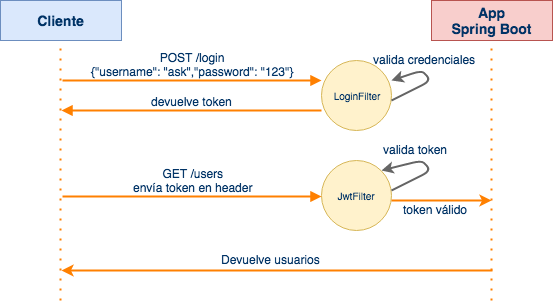 Cliente
App
Spring Boot
POST /login
{"username": "ask","password": "123"}
valida credenciales
LoginFilter
devuelve token
valida token
GET /users
envía token en header
JwtFilter
token válido
Devuelve usuarios